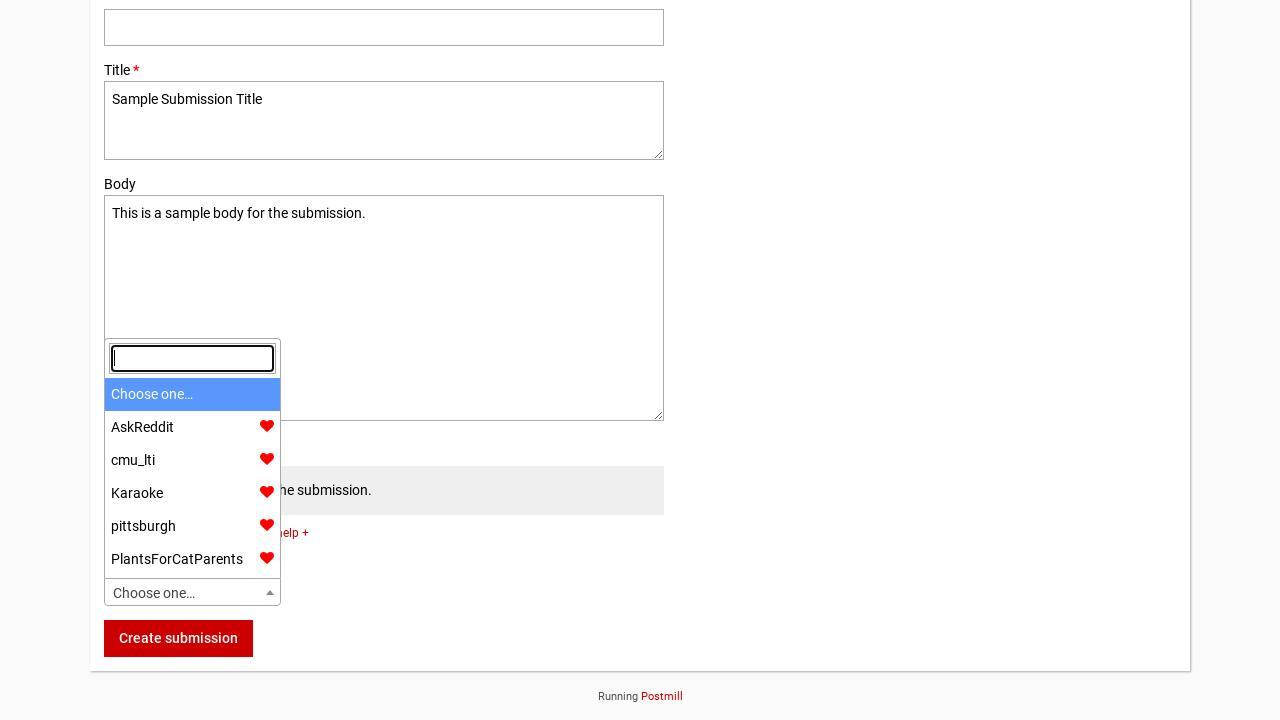 Title *
Sample Submission Title
Body
This is a sample body for the submission.
Choose one…
AskReddit
cmu_lti
Karaoke
pittsburgh
PlantsForCatParents
he submission.
help +
Choose one…
Create submission
Running Postmill